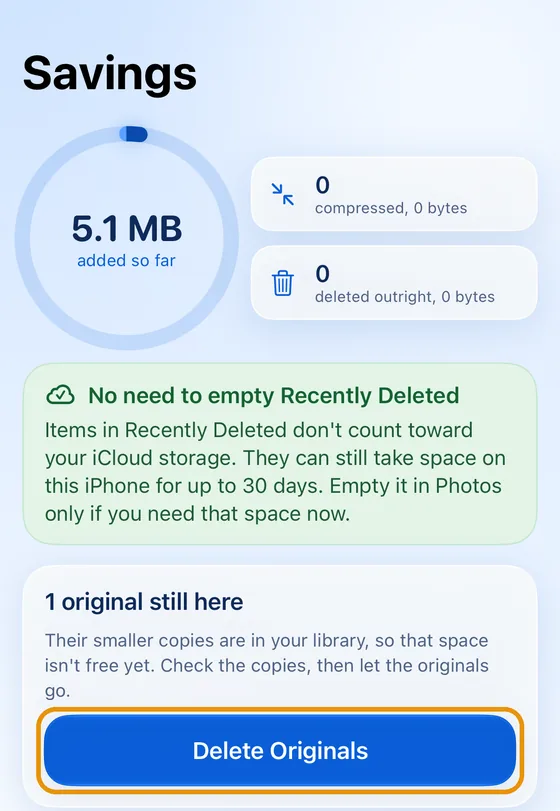 Savings
5.1 MB
added so far
0
compressed, 0 bytes
0
deleted outright, 0 bytes
No need to empty Recently Deleted
Items in Recently Deleted don't count toward
your iCloud storage. They can still take space on
this iPhone for up to 30 days. Empty it in Photos
only if you need that space now.
1 original still here
Their smaller copies are in your library, so that space
isn't free yet. Check the copies, then let the originals
go.
Delete Originals